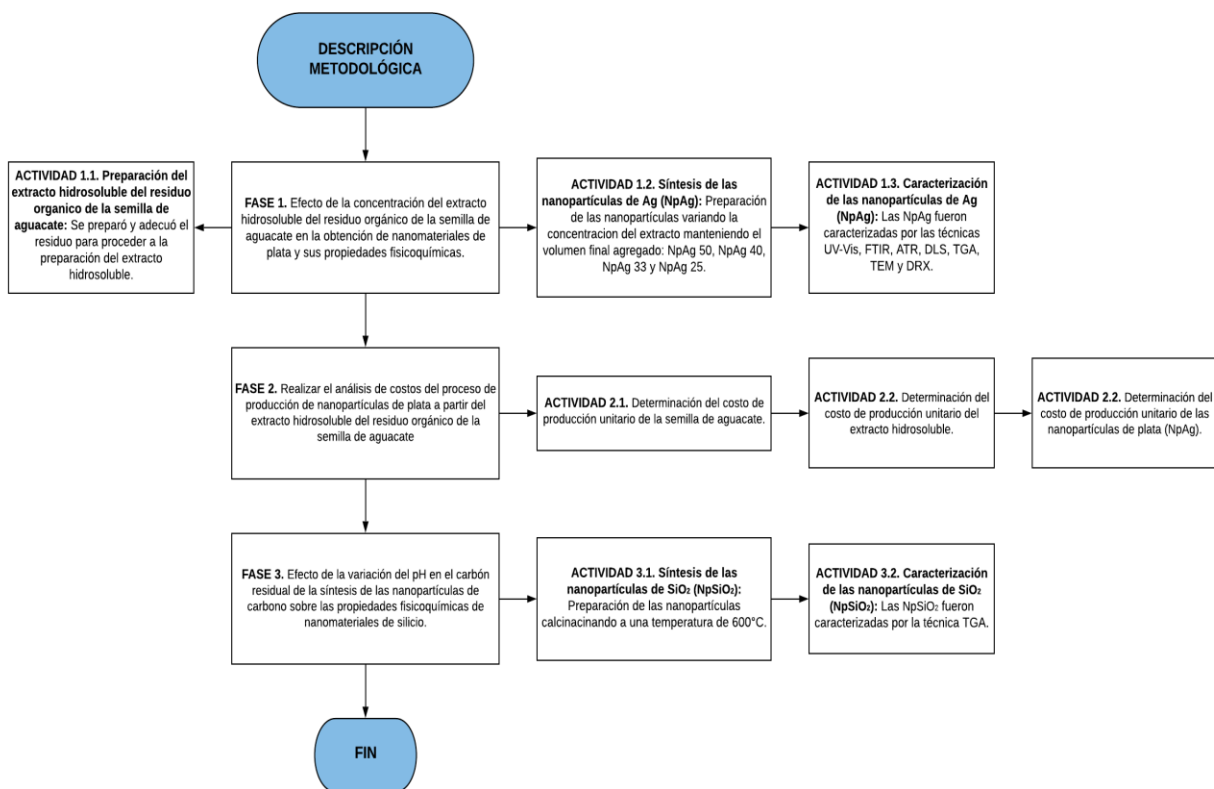 DESCRIPCIÓN
METODOLÓGICA
ACTIVIDAD 1.1. Preparación del
extracto hidrosoluble del residuo
organico de la semilla de
aguacate: Se preparó y adecuó el
residuo para proceder a la
preparación del extracto
hidrosoluble.
FASE 1. Efecto de la concentración del extracto
hidrosoluble del residuo orgánico de la semilla de
aguacate en la obtención de nanomateriales de
plata y sus propiedades fisicoquímicas.
ACTIVIDAD 1.2. Síntesis de las
nanopartículas de Ag (NpAg): Preparación
de las nanopartículas variando la
concentracion del extracto manteniendo el
volumen final agregado: NpAg 50, NpAg 40,
NpAg 33 y NpAg 25.
ACTIVIDAD 1.3. Caracterización
de las nanopartículas de Ag
(NpAg): Las NpAg fueron
caracterizadas por las técnicas
UV-Vis, FTIR, ATR, DLS, TGA,
TEM y DRX.
FASE 2. Realizar el análisis de costos del proceso de
producción de nanopartículas de plata a partir del
extracto hidrosoluble del residuo orgánico de la
semilla de aguacate
ACTIVIDAD 2.1. Determinación del costo de
producción unitario de la semilla de aguacate.
ACTIVIDAD 2.2. Determinación del
costo de producción unitario del
extracto hidrosoluble.
ACTIVIDAD 2.2. Determinación del
costo de producción unitario de las
nanopartículas de plata (NpAg).
FASE 3. Efecto de la variación del pH en el carbón
residual de la síntesis de las nanopartículas de
carbono sobre las propiedades fisicoquímicas de
nanomateriales de silicio.
ACTIVIDAD 3.1. Síntesis de las
nanopartículas de SiO₂ (NpSiO₂):
Preparación de las nanopartículas
calcinacinando a una temperatura de 600°C.
ACTIVIDAD 3.2. Caracterización
de las nanopartículas de SiO₂
(NpSiO₂): Las NpSiO₂ fueron
caracterizadas por la técnica TGA.
FIN